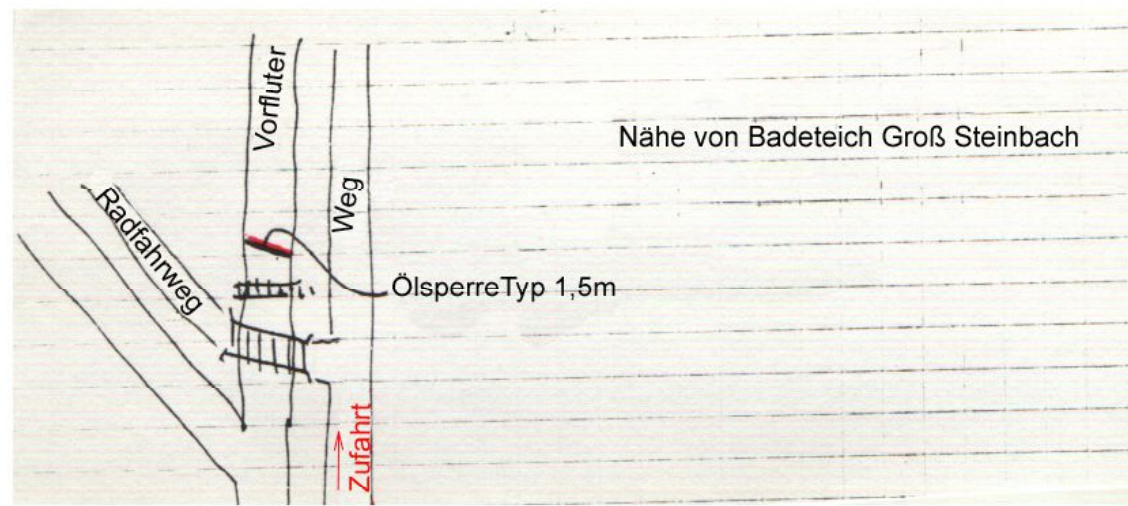 Vorfluter
Nähe von Badeteich Groß Steinbach
Weg
Radfahrweg
ÖlsperreTyp 1,5m
Zufahrt